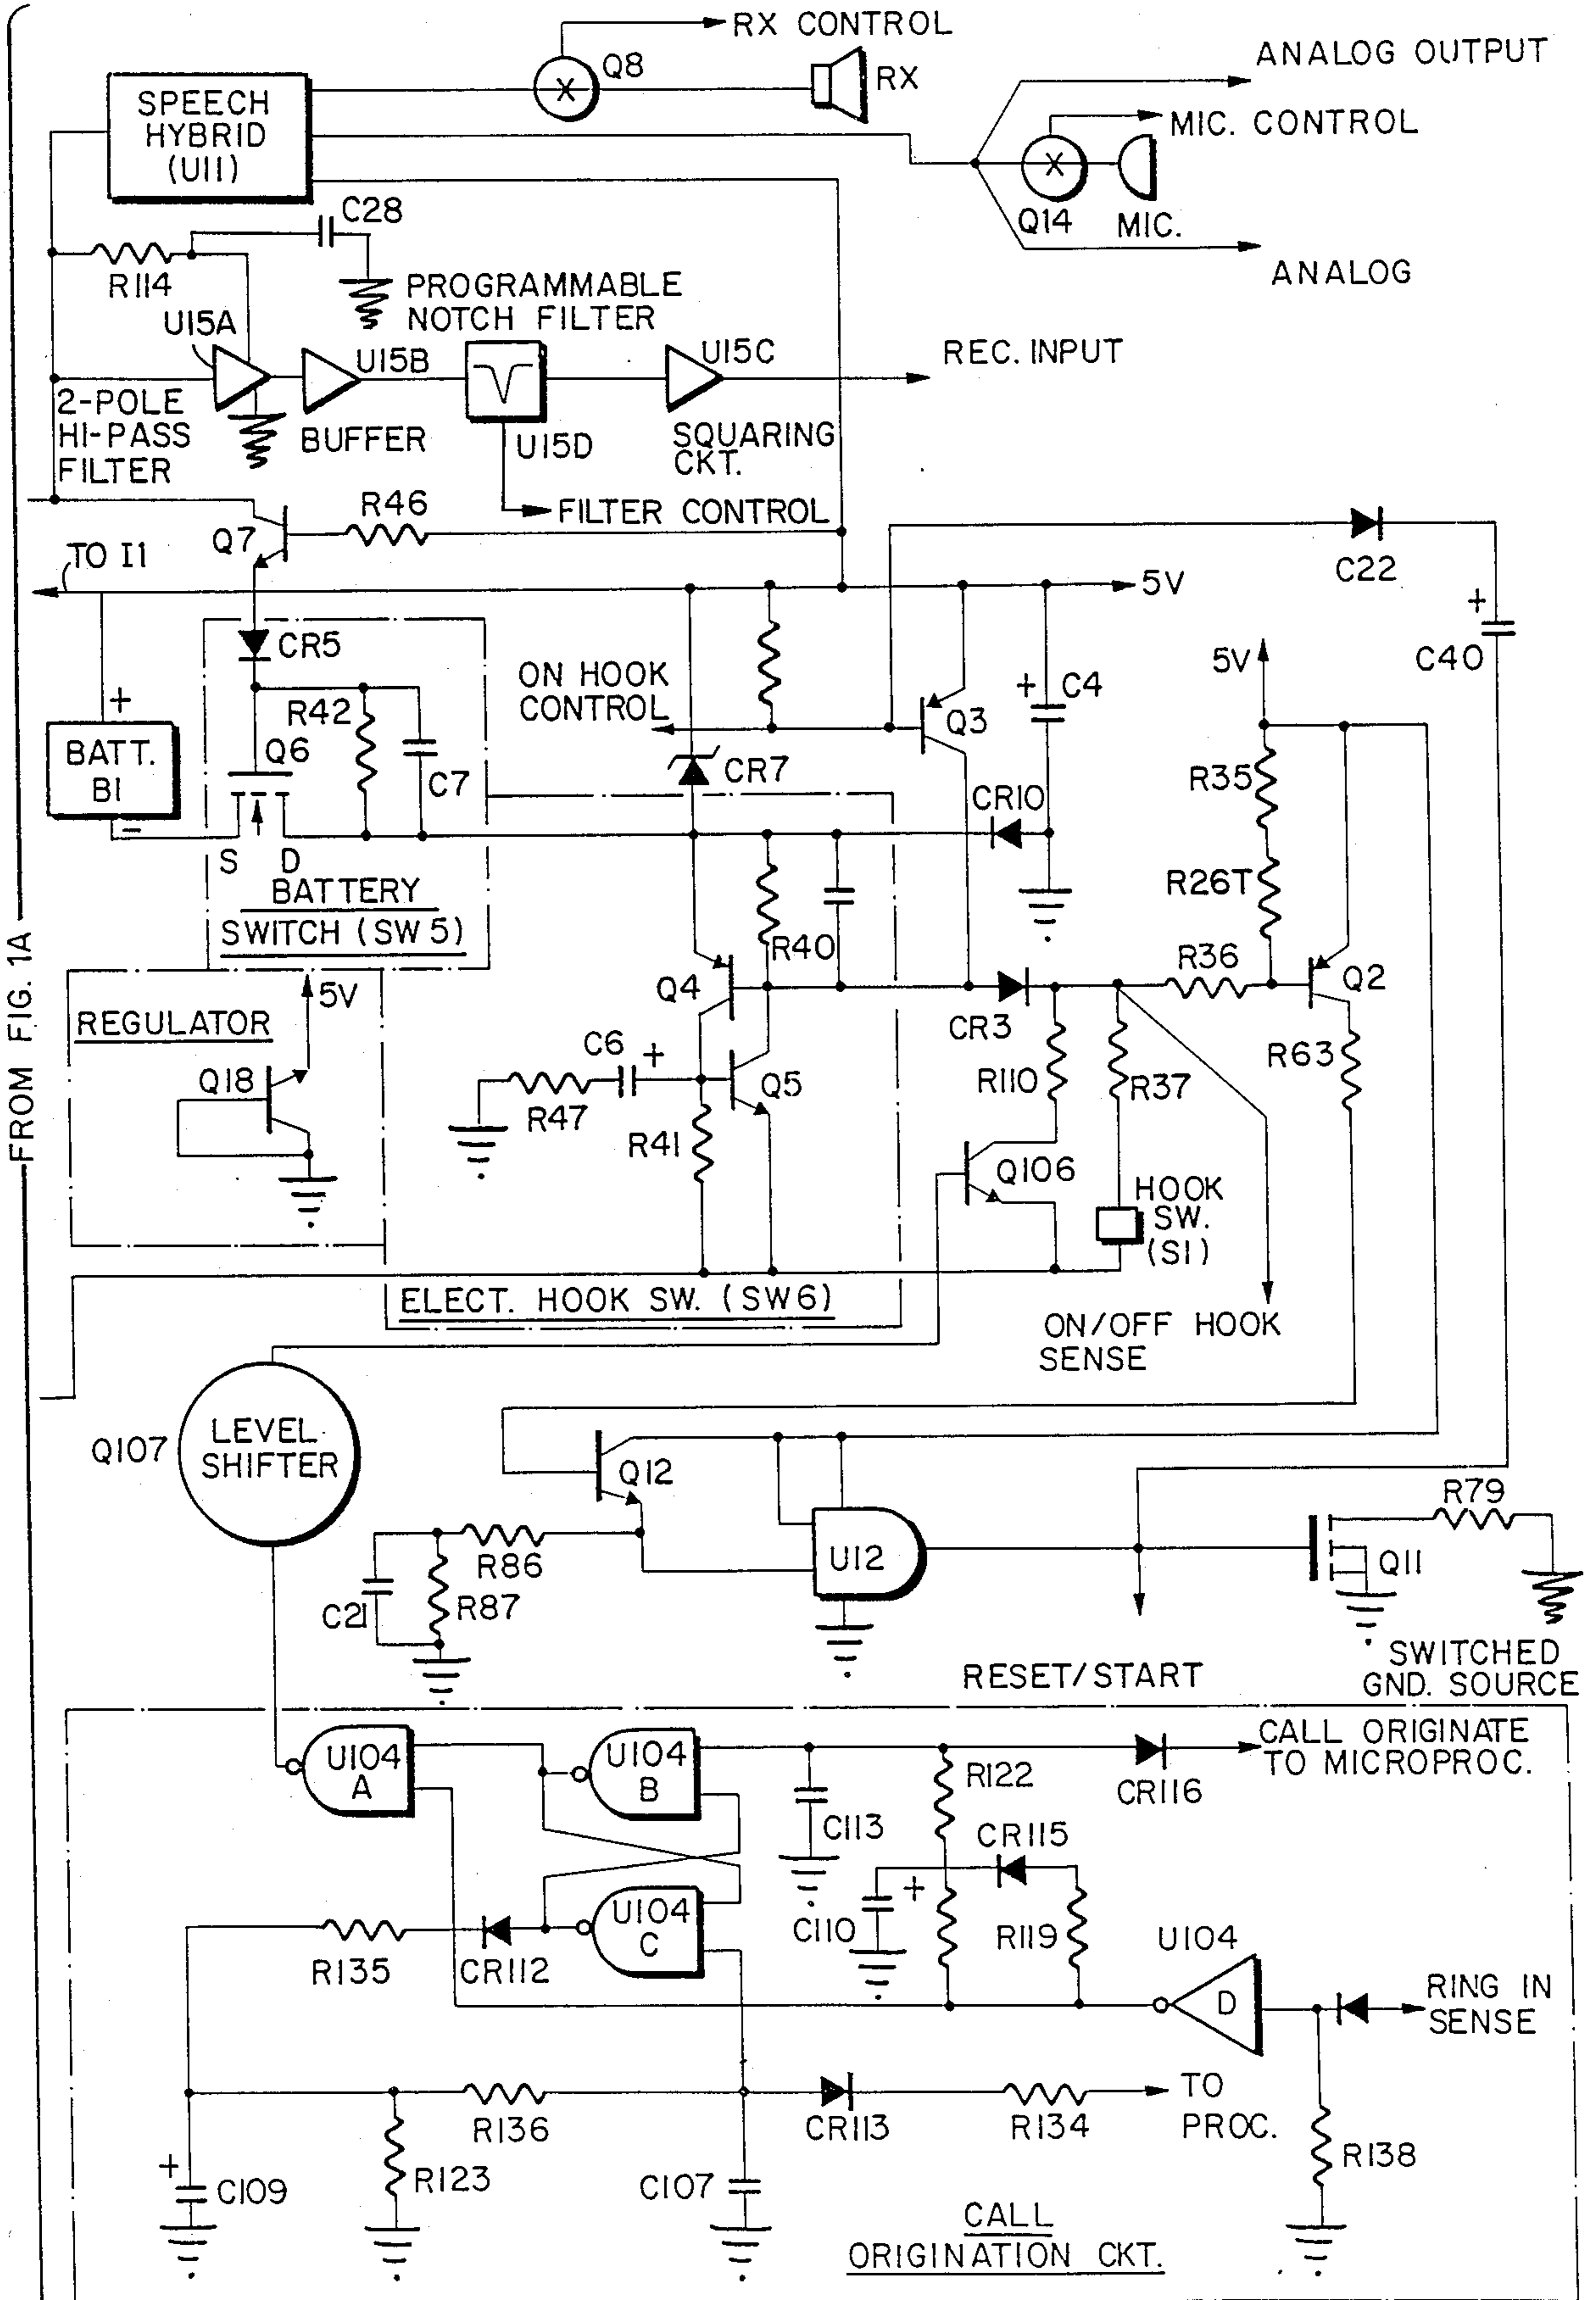 RX CONTROL
Q8
RX
ANALOG OUTPUT
SPEECH
HYBRID
(U11)
MIC. CONTROL
Q14
MIC.
ANALOG
C28
R114
PROGRAMMABLE
NOTCH FILTER
U15A
U15B
U15C
REC. INPUT
2-POLE
HI-PASS
FILTER
BUFFER
U15D
SQUARING
CKT.
FILTER CONTROL
R46
Q7
TO I1
C22
5V
+
C40
CR5
ON HOOK
CONTROL
+
C4
5V
+
BATT.
B1
-
R42
Q6
C7
Q3
CR7
CR10
R35
S
D
BATTERY
SWITCH (SW5)
R26T
R40
R36
Q2
Q4
CR3
FROM FIG. 1A
5V
REGULATOR
Q18
C6
+
R47
Q5
R41
R110
R37
R63
Q106
HOOK
SW.
(S1)
ELECT. HOOK SW. (SW6)
ON/OFF HOOK
SENSE
Q107
LEVEL
SHIFTER
Q12
R79
R86
U12
Q11
C21
R87
SWITCHED
GND. SOURCE
RESET/START
U104
A
U104
B
CALL ORIGINATE
TO MICROPROC.
R122
CR116
C113
CR115
+
C110
R119
U104
C
U104
D
R135
CR112
RING IN
SENSE
R136
CR113
R134
TO
PROC.
+
C109
R123
C107
R138
CALL
ORIGINATION CKT.